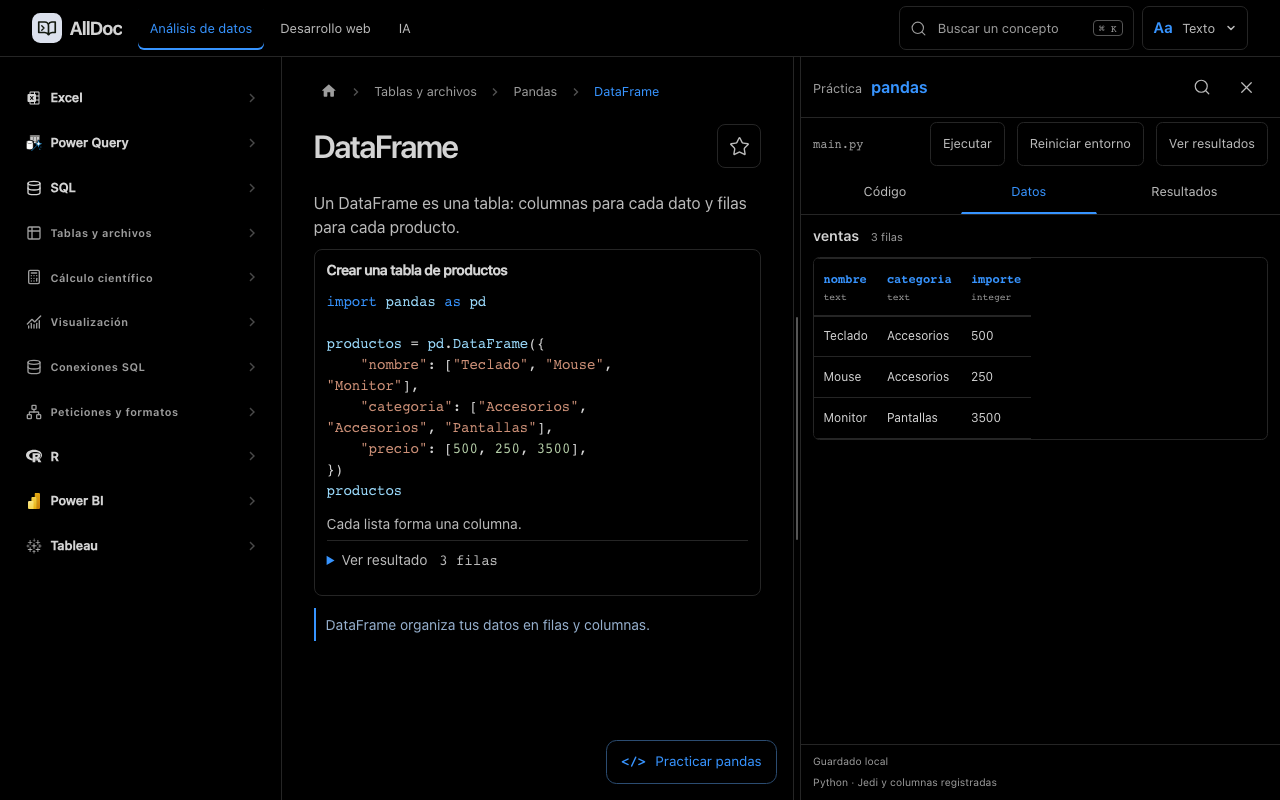 AllDoc
Análisis de datos
Desarrollo web
IA
Buscar un concepto
⌘ K
Aa Texto
Excel
Power Query
SQL
Tablas y archivos
Cálculo científico
Visualización
Conexiones SQL
Peticiones y formatos
R
Power BI
Tableau
Tablas y archivos > Pandas > DataFrame
DataFrame
Un DataFrame es una tabla: columnas para cada dato y filas
para cada producto.
Crear una tabla de productos
import pandas as pd
productos = pd.DataFrame({
"nombre": ["Teclado", "Mouse",
"Monitor"],
"categoria": ["Accesorios",
"Accesorios", "Pantallas"],
"precio": [500, 250, 3500],
})
productos
Cada lista forma una columna.
Ver resultado 3 filas
DataFrame organiza tus datos en filas y columnas.
</> Practicar pandas
Práctica pandas
main.py
Ejecutar
Reiniciar entorno
Ver resultados
Código
Datos
Resultados
ventas 3 filas
nombre categoria importe
text text integer
Teclado Accesorios 500
Mouse Accesorios 250
Monitor Pantallas 3500
Guardado local
Python · Jedi y columnas registradas